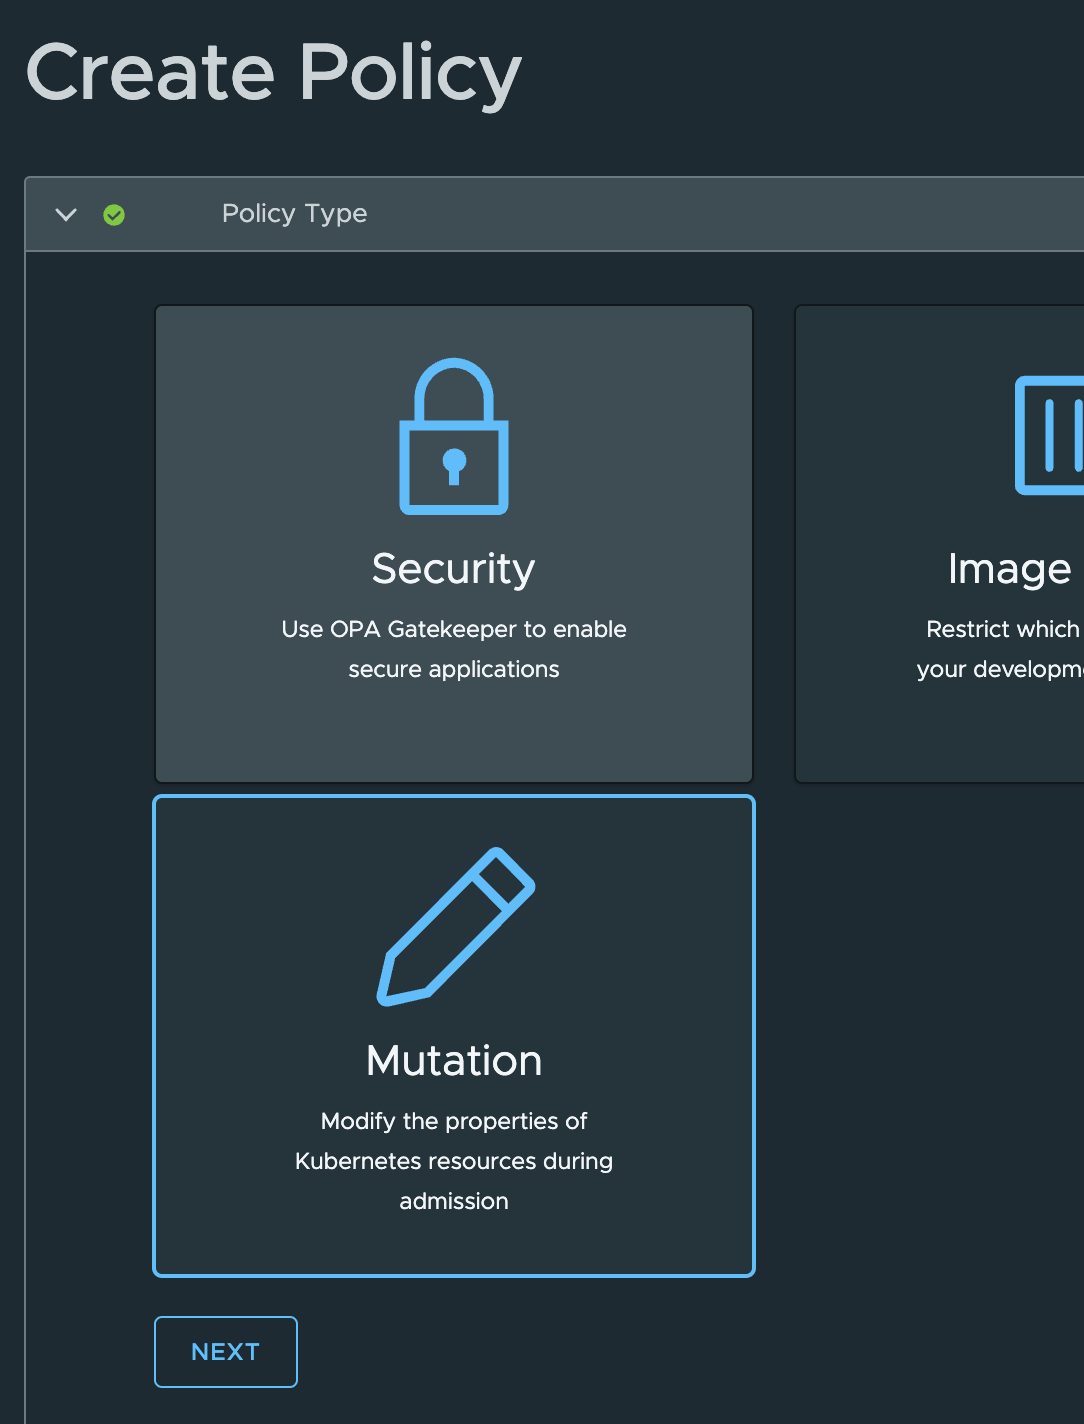 Create Policy
Policy Type
Security
Use OPA Gatekeeper to enable
secure applications
Image
Restrict which
your developm
Mutation
Modify the properties of
Kubernetes resources during
admission
NEXT